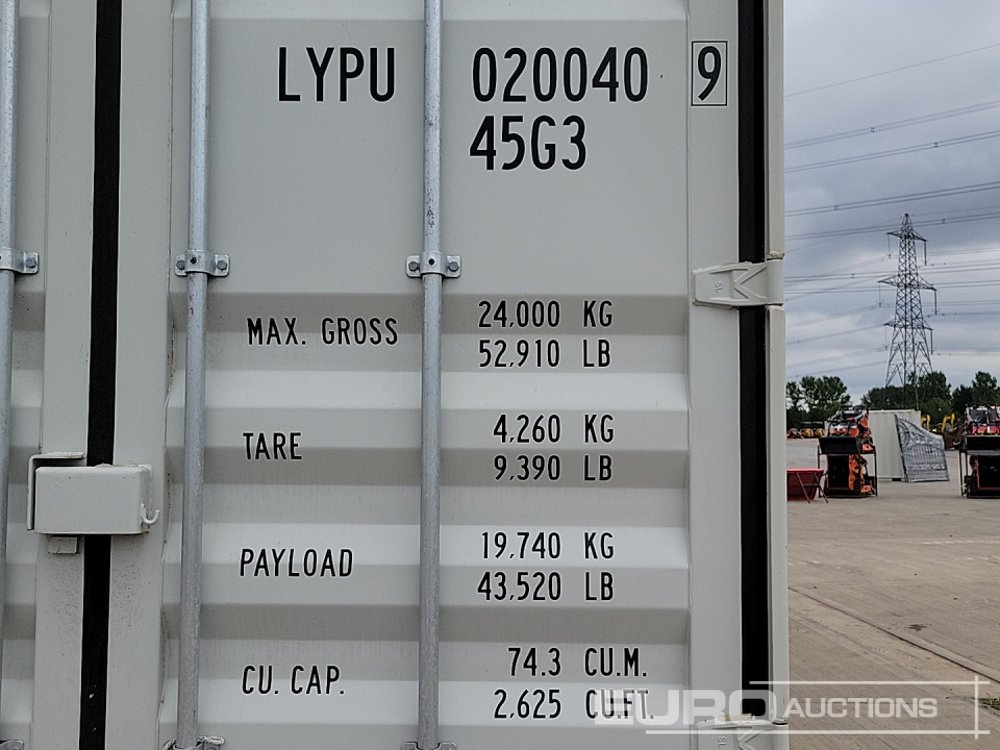 LYPU 020040 9
45G3
MAX. GROSS 24,000 KG
52,910 LB
TARE 4,260 KG
9,390 LB
PAYLOAD 19,740 KG
43,520 LB
CU. CAP. 74.3 CU.M.
2,625 CU.FT.
EURO AUCTIONS